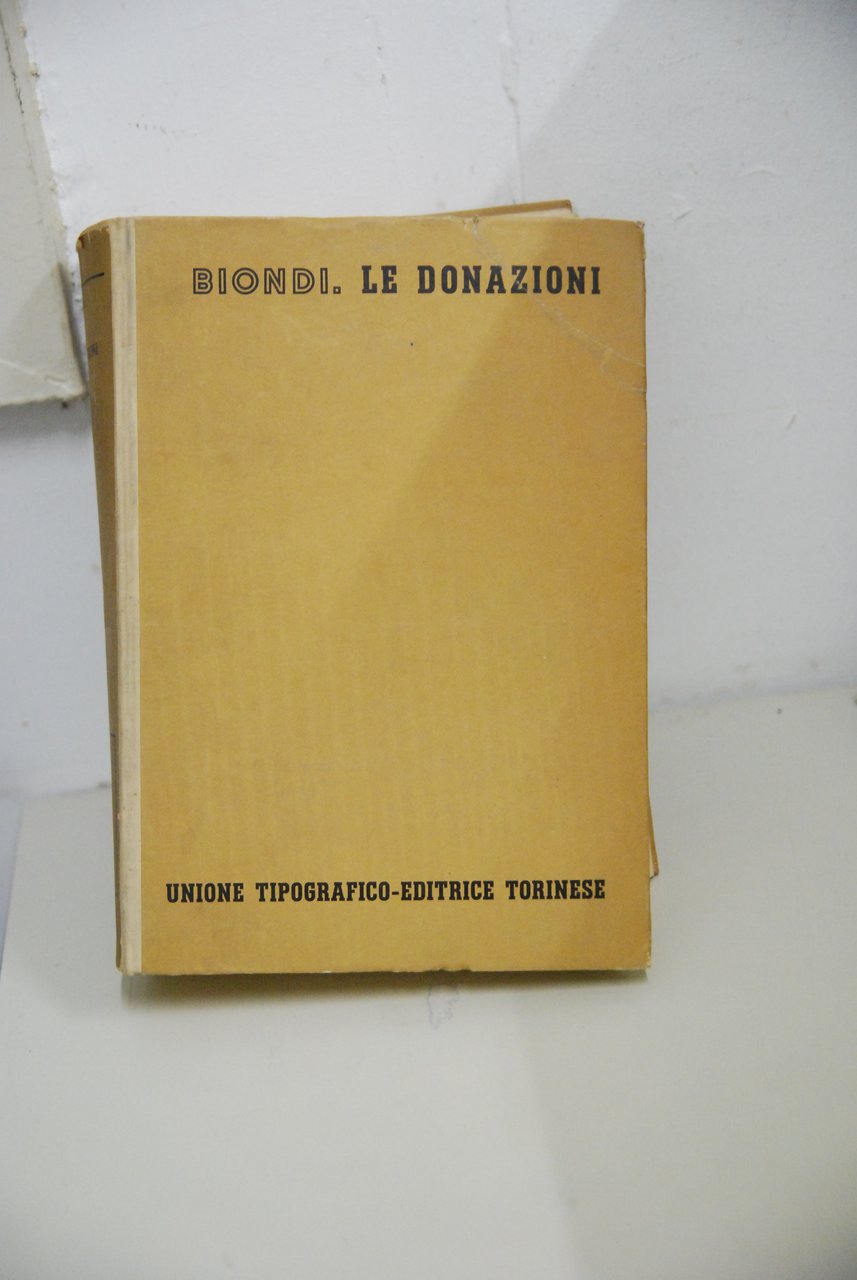 BIONDI. LE DONAZIONI
UNIONE TIPOGRAFICO-EDITRICE TORINESE